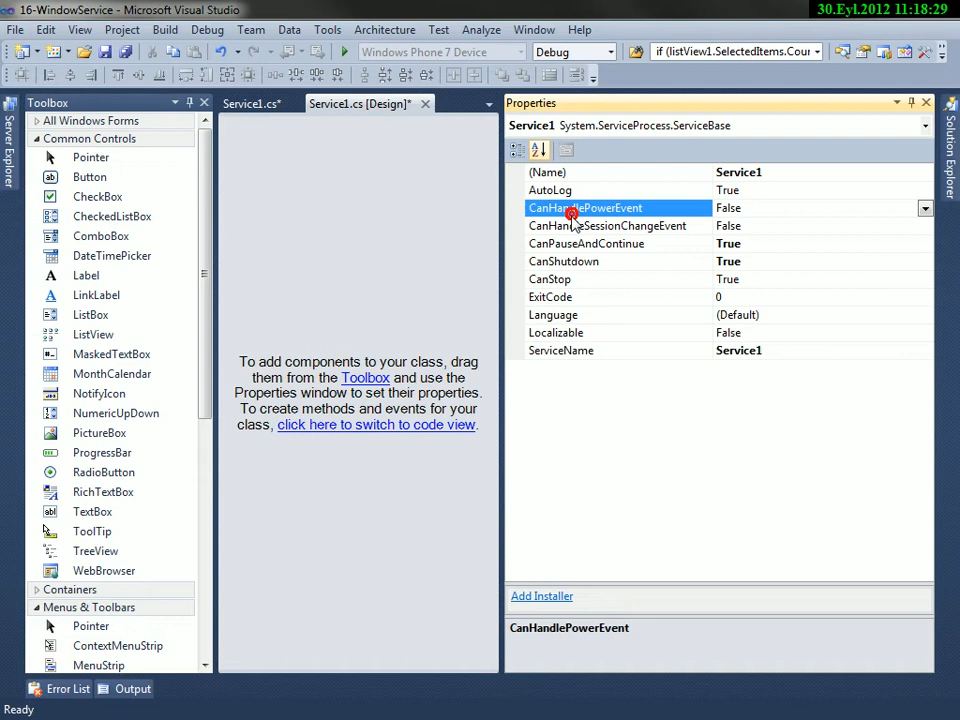 16-WindowService - Microsoft Visual Studio
30.Eyl.2012 11:18:29
File Edit View Project Build Debug Team Data Tools Architecture Test Analyze Window Help
Windows Phone 7 Device Debug if (listView1.SelectedItems.Cour
Server Explorer
Toolbox
All Windows Forms
Common Controls
Pointer
Button
CheckBox
CheckedListBox
ComboBox
DateTimePicker
Label
LinkLabel
ListBox
ListView
MaskedTextBox
MonthCalendar
NotifyIcon
NumericUpDown
PictureBox
ProgressBar
RadioButton
RichTextBox
TextBox
ToolTip
TreeView
WebBrowser
Containers
Menus & Toolbars
Pointer
ContextMenuStrip
MenuStrip
Service1.cs* Service1.cs [Design]*
To add components to your class, drag
them from the Toolbox and use the
Properties window to set their properties.
To create methods and events for your
class, click here to switch to code view.
Properties
Service1 System.ServiceProcess.ServiceBase
(Name) Service1
AutoLog True
CanHandlePowerEvent False
CanHandleSessionChangeEvent False
CanPauseAndContinue True
CanShutdown True
CanStop True
ExitCode 0
Language (Default)
Localizable False
ServiceName Service1
Add Installer
CanHandlePowerEvent
Solution Explorer
Error List Output
Ready